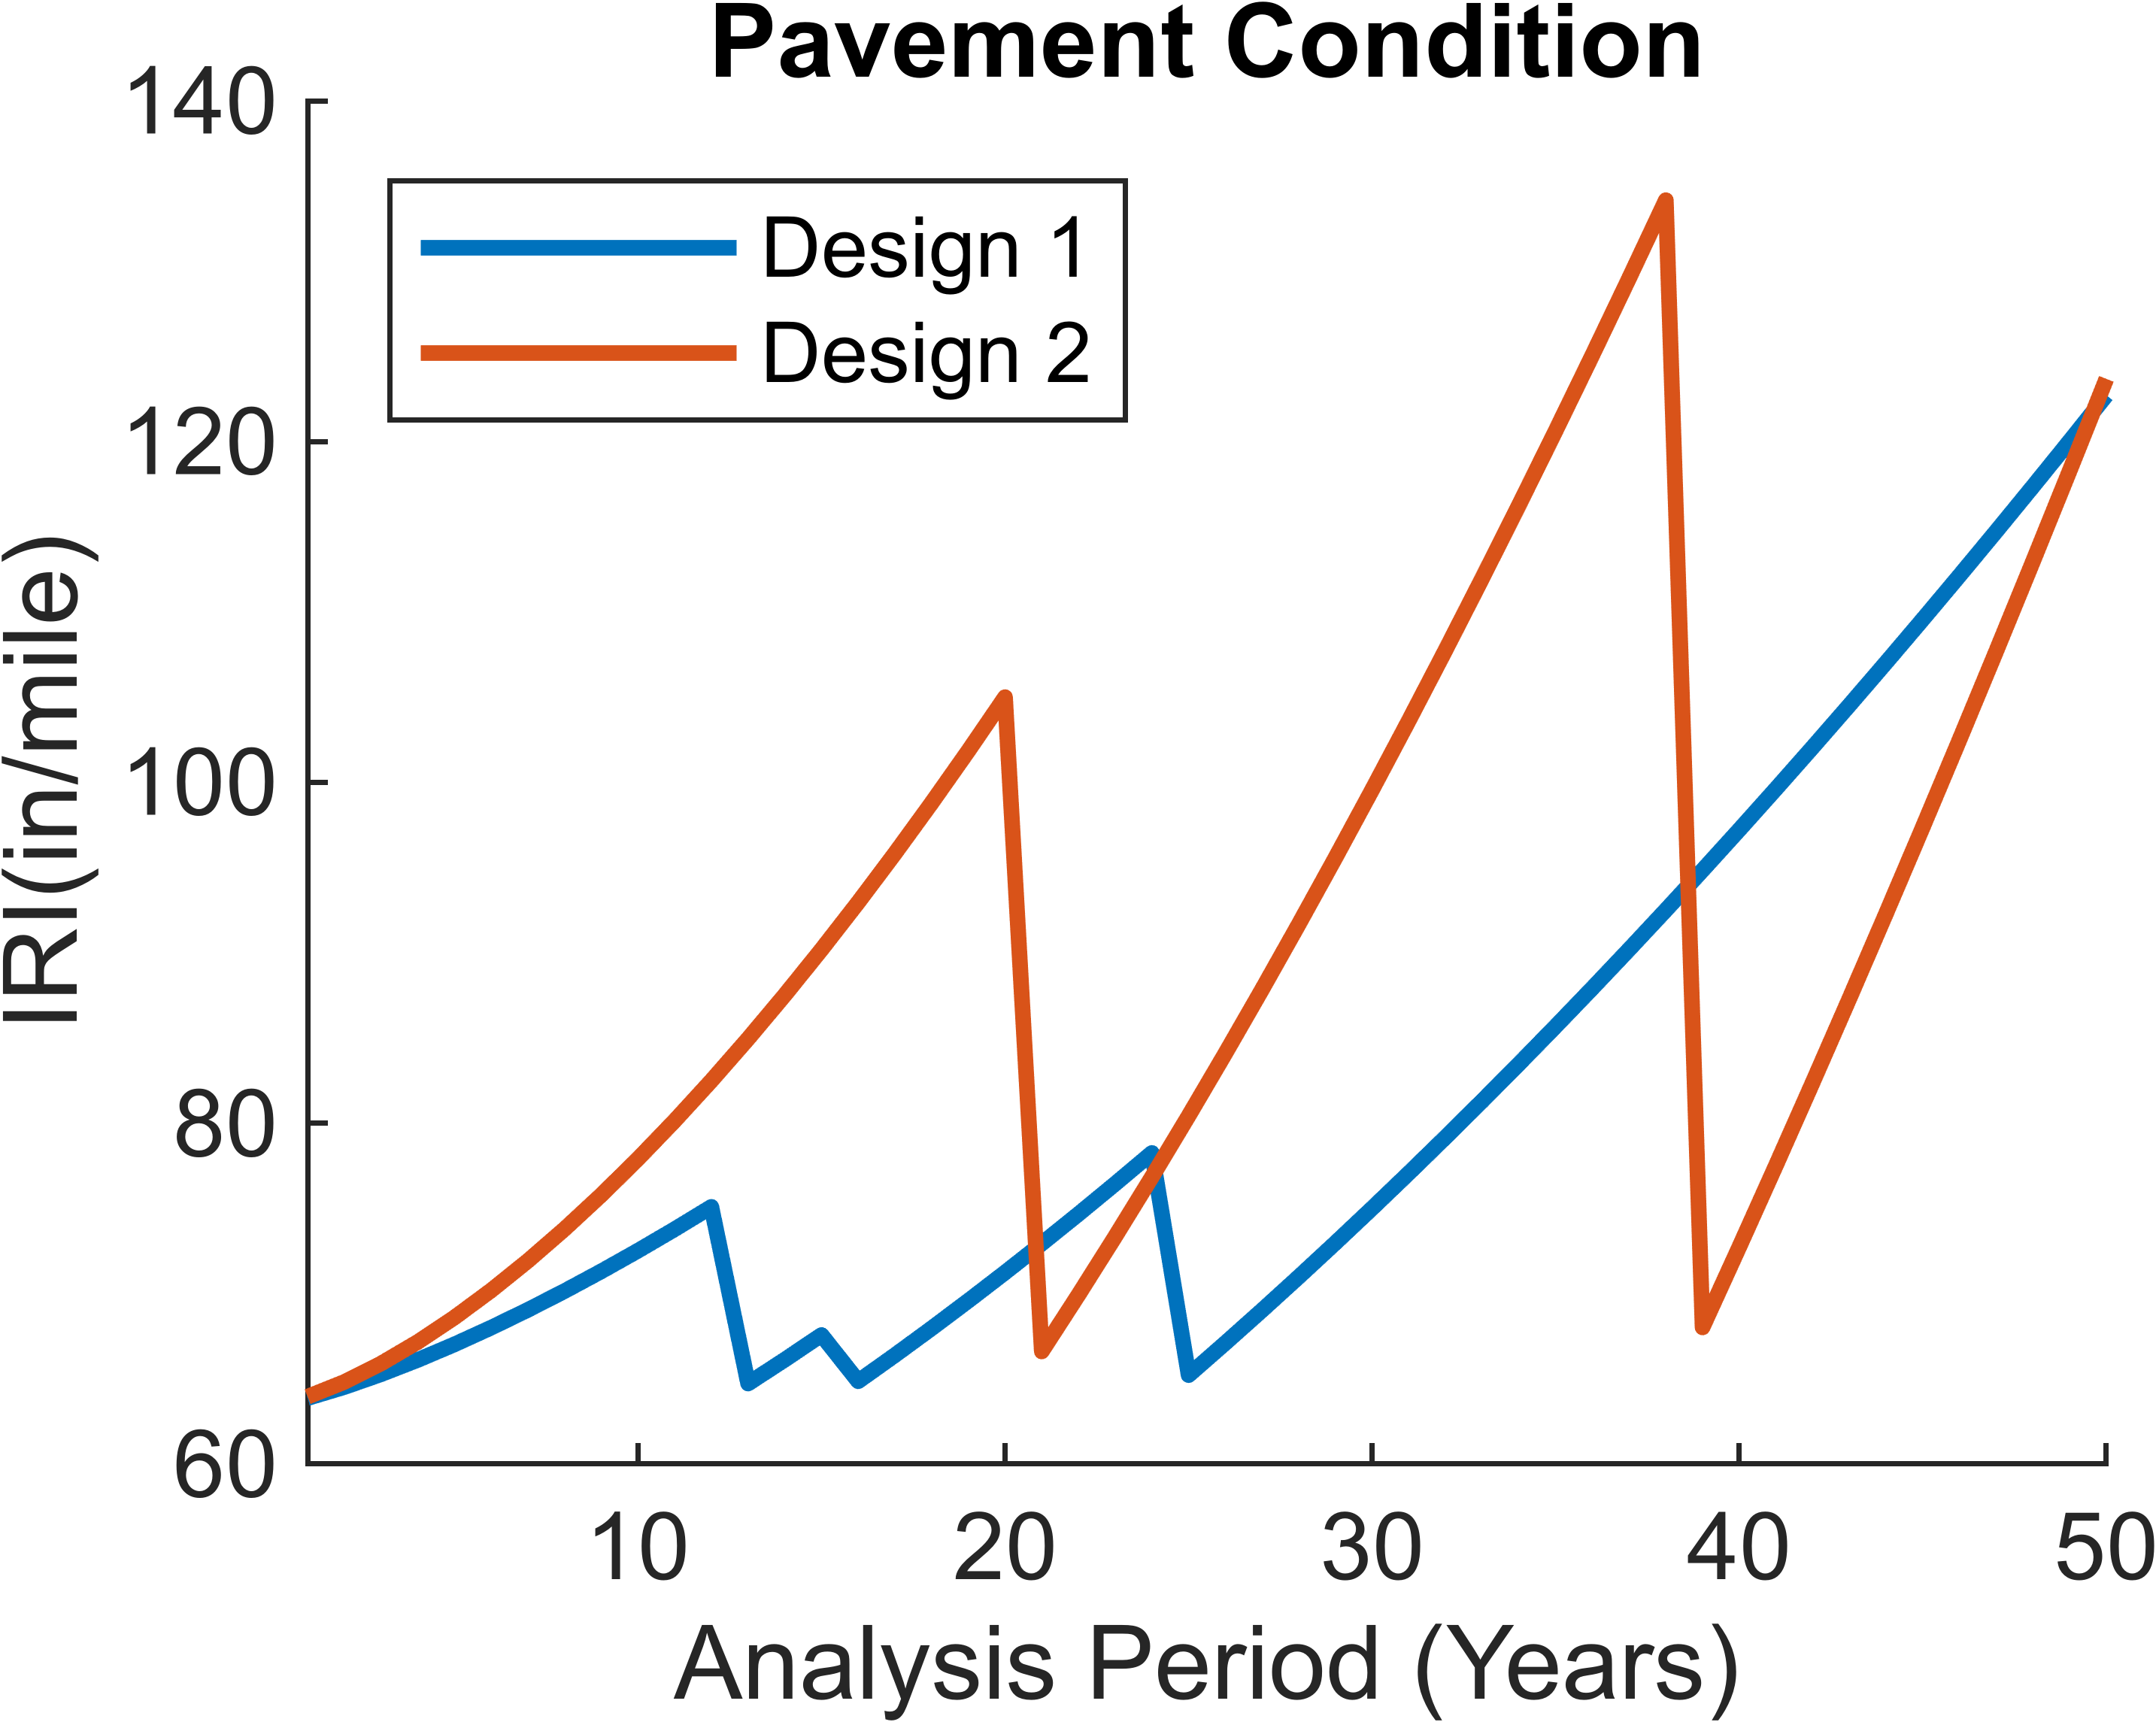 Pavement Condition
140
120
100
80
60
IRI(in/mile)
Design 1
Design 2
10 20 30 40 50
Analysis Period (Years)